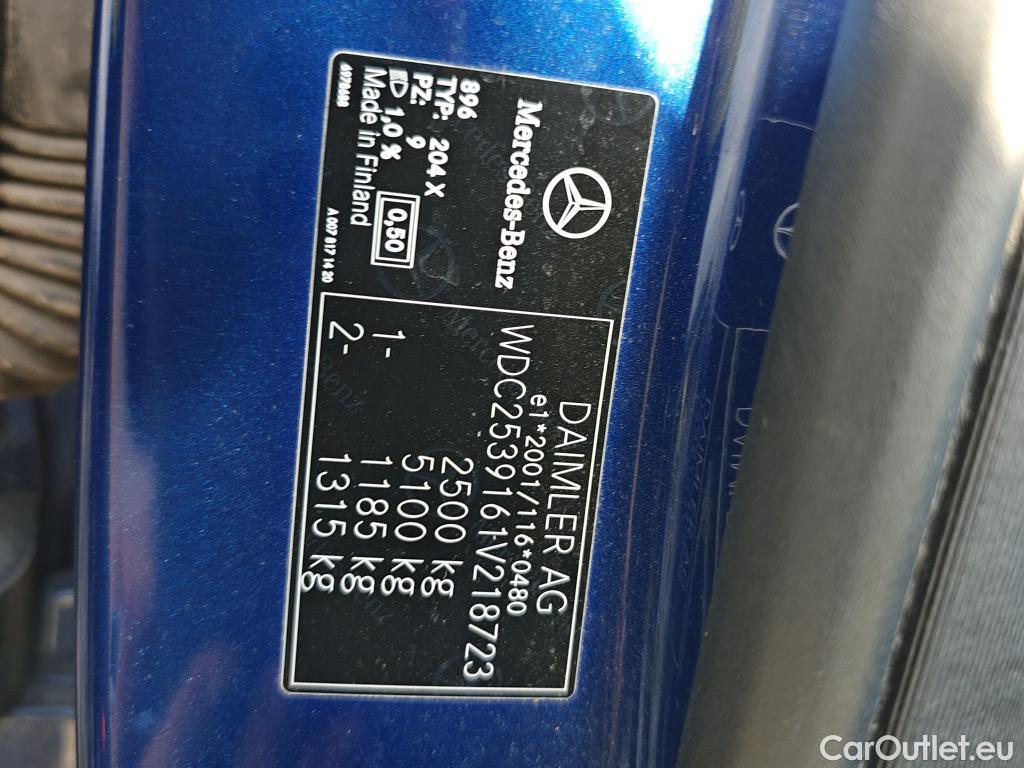 Mercedes-Benz
896
TYP: 204 X
PZ: 9
1,0 % 0,50
Made in Finland
A 007 817 14 20
DAIMLER AG
e1*2001/116*0480
WDC2539161V218723
2500 kg
5100 kg
1- 1185 kg
2- 1315 kg
CarOutlet.eu